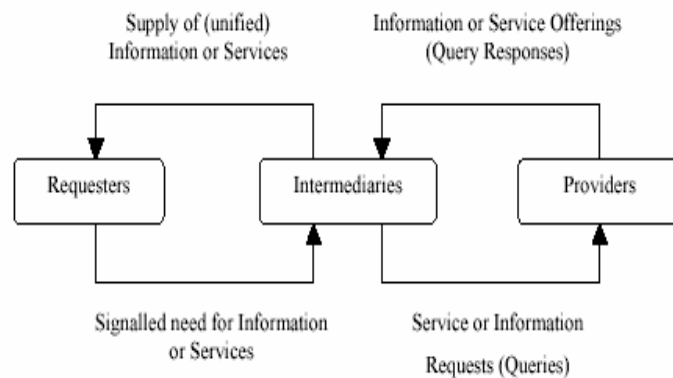 Supply of (unified)
Information or Services
Information or Service Offerings
(Query Responses)
Requesters
Intermediaries
Providers
Signalled need for Information
or Services
Service or Information
Requests (Queries)